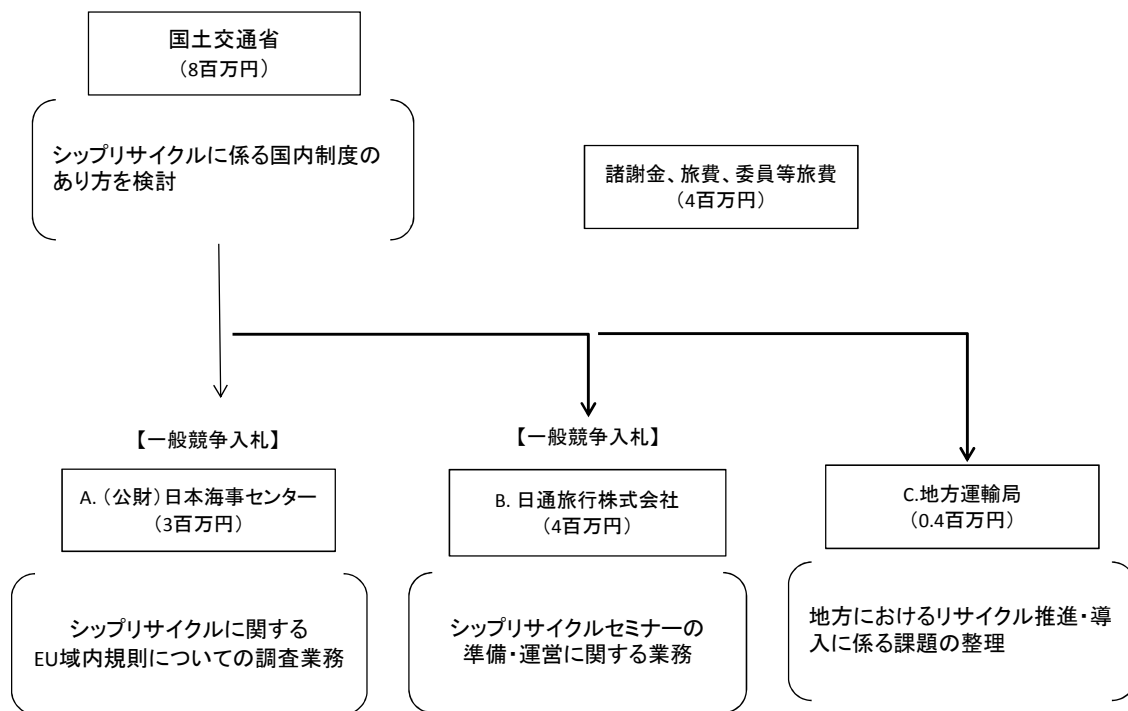 国土交通省
（8百万円）
シップリサイクルに係る国内制度の
あり方を検討
諸謝金、旅費、委員等旅費
（4百万円）
【一般競争入札】
A. （公財）日本海事センター
（3百万円）
シップリサイクルに関する
EU域内規則についての調査業務
【一般競争入札】
B. 日通旅行株式会社
（4百万円）
シップリサイクルセミナーの
準備・運営に関する業務
C.地方運輸局
（0.4百万円）
地方におけるリサイクル推進・導
入に係る課題の整理